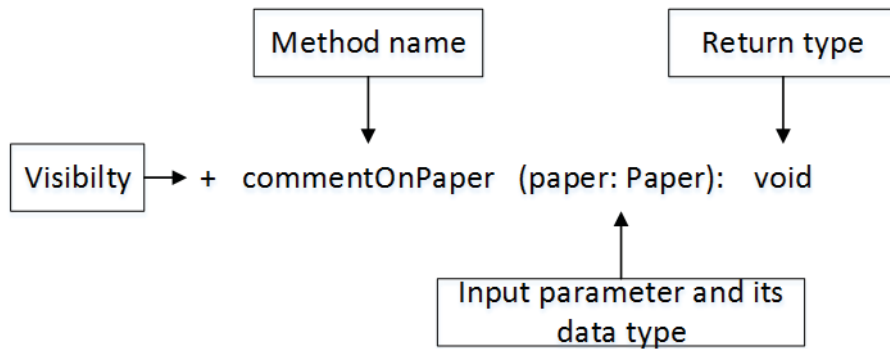 Method name
Return type
Visibilty
+ commentOnPaper (paper: Paper): void
Input parameter and its
data type